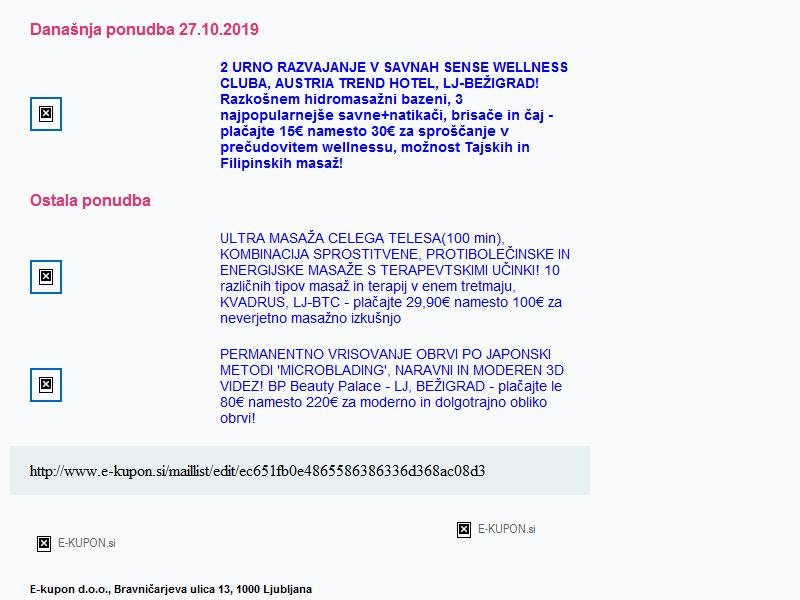 Današnja ponudba 27.10.2019
2 URNO RAZVAJANJE V SAVNAH SENSE WELLNESS
CLUBA, AUSTRIA TREND HOTEL, LJ-BEŽIGRAD!
Razkošnem hidromasažni bazeni, 3
najpopularnejše savne+natikači, brisače in čaj -
plačajte 15€ namesto 30€ za sproščanje v
prečudovitem wellnessu, možnost Tajskih in
Filipinskih masaž!
Ostala ponudba
ULTRA MASAŽA CELEGA TELESA(100 min),
KOMBINACIJA SPROSTITVENE, PROTIBOLEČINSKE IN
ENERGIJSKE MASAŽE S TERAPEVTSKIMI UČINKI! 10
različnih tipov masaž in terapij v enem tretmaju,
KVADRUS, LJ-BTC - plačajte 29,90€ namesto 100€ za
neverjetno masažno izkušnjo
PERMANENTNO VRISOVANJE OBRVI PO JAPONSKI
METODI 'MICROBLADING', NARAVNI IN MODEREN 3D
VIDEZ! BP Beauty Palace - LJ, BEŽIGRAD - plačajte le
80€ namesto 220€ za moderno in dolgotrajno obliko
obrvi!
http://www.e-kupon.si/maillist/edit/ec651fb0e4865586386336d368ac08d3
E-KUPON.si
E-KUPON.si
E-kupon d.o.o., Bravničarjeva ulica 13, 1000 Ljubljana